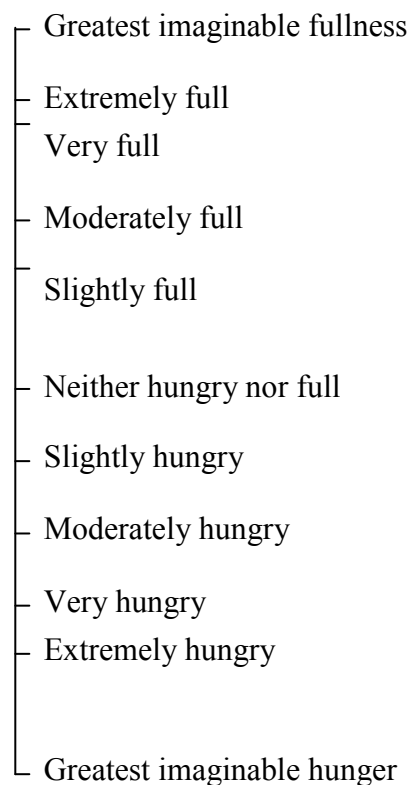 Greatest imaginable fullness
Extremely full
Very full
Moderately full
Slightly full
Neither hungry nor full
Slightly hungry
Moderately hungry
Very hungry
Extremely hungry
Greatest imaginable hunger